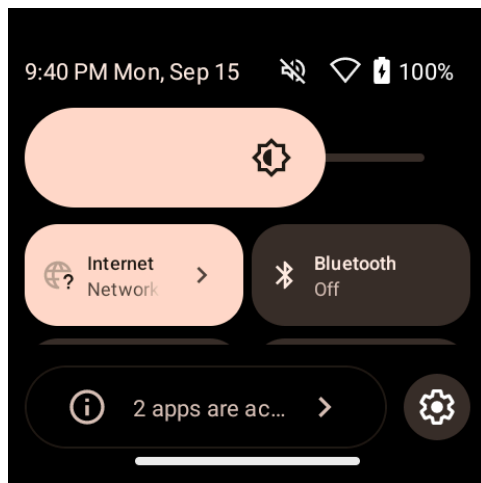 9:40 PM Mon, Sep 15 100%
Internet
Network
Bluetooth
Off
2 apps are ac...